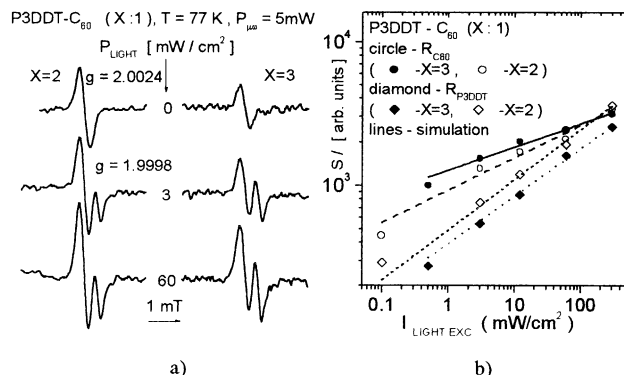 P3DDT-C60 (X :1) , T = 77 K , Pμω = 5mW
PLIGHT [ mW / cm² ]
X=2
g = 2.0024
X=3
0
g = 1.9998
3
60
1 mT
a)
P3DDT - C60 ( X : 1)
circle - RC60
( ● -X=3 , ○ -X=2 )
diamond - RP3DDT
( ◆ -X=3, ◇ -X=2 )
lines - simulation
S / [ arb. units ]
10⁴
10³
0.1 1 10 100
I LIGHT EXC ( mW/cm² )
b)